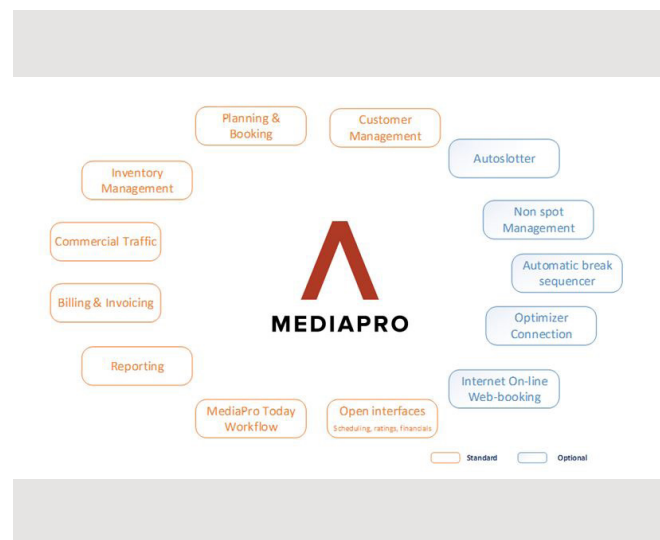 Planning &
Booking
Customer
Management
Autoslotter
Inventory
Management
Non spot
Management
Commercial Traffic
Automatic break
sequencer
Billing & Invoicing
MEDIAPRO
Optimizer
Connection
Reporting
Internet On-line
Web-booking
MediaPro Today
Workflow
Open interfaces
Scheduling, ratings, financials
Standard
Optional